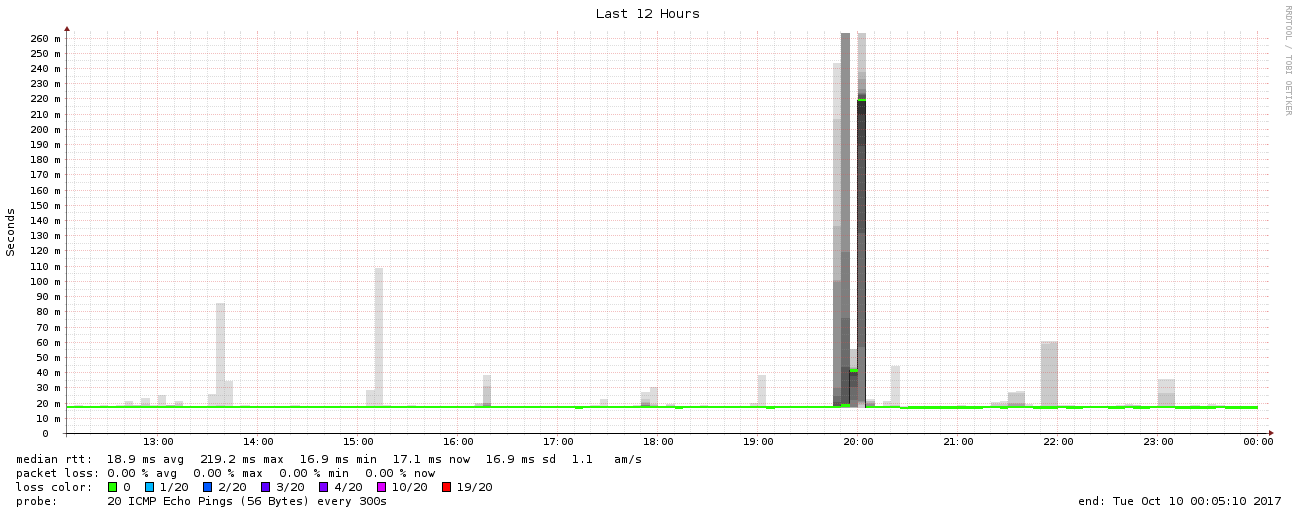 Last 12 Hours
RRDTOOL / TOBI OETIKER
Seconds
260 m
250 m
240 m
230 m
220 m
210 m
200 m
190 m
180 m
170 m
160 m
150 m
140 m
130 m
120 m
110 m
100 m
90 m
80 m
70 m
60 m
50 m
40 m
30 m
20 m
10 m
0
13:00 14:00 15:00 16:00 17:00 18:00 19:00 20:00 21:00 22:00 23:00 00:00
median rtt: 18.9 ms avg 219.2 ms max 16.9 ms min 17.1 ms now 16.9 ms sd 1.1 am/s
packet loss: 0.00 % avg 0.00 % max 0.00 % min 0.00 % now
loss color: 0 1/20 2/20 3/20 4/20 10/20 19/20
probe: 20 ICMP Echo Pings (56 Bytes) every 300s end: Tue Oct 10 00:05:10 2017